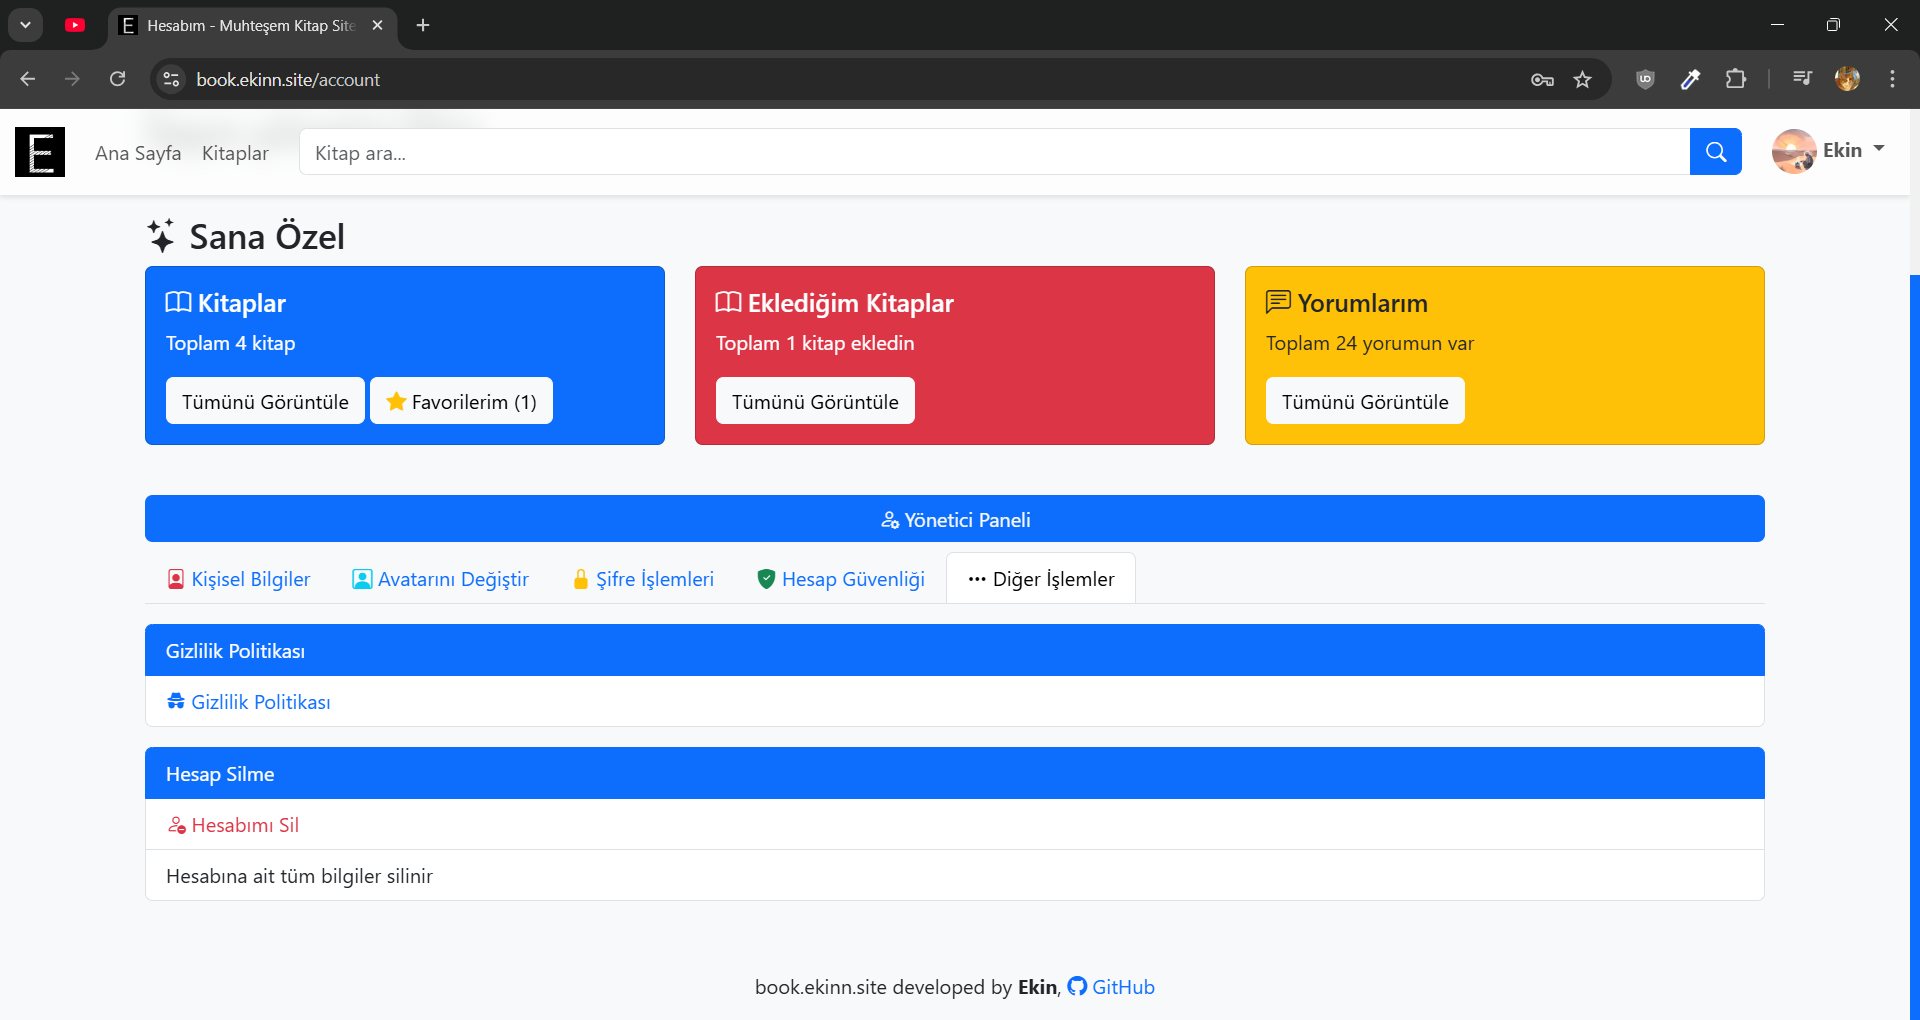 Hesabım - Muhteşem Kitap Site
book.ekinn.site/account
E
Ana Sayfa
Kitaplar
Kitap ara...
Ekin
Sana Özel
Kitaplar
Toplam 4 kitap
Tümünü Görüntüle
Favorilerim (1)
Eklediğim Kitaplar
Toplam 1 kitap ekledin
Tümünü Görüntüle
Yorumlarım
Toplam 24 yorumun var
Tümünü Görüntüle
Yönetici Paneli
Kişisel Bilgiler
Avatarını Değiştir
Şifre İşlemleri
Hesap Güvenliği
Diğer İşlemler
Gizlilik Politikası
Gizlilik Politikası
Hesap Silme
Hesabımı Sil
Hesabına ait tüm bilgiler silinir
book.ekinn.site developed by Ekin, GitHub